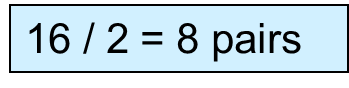 16 / 2 = 8 pairs